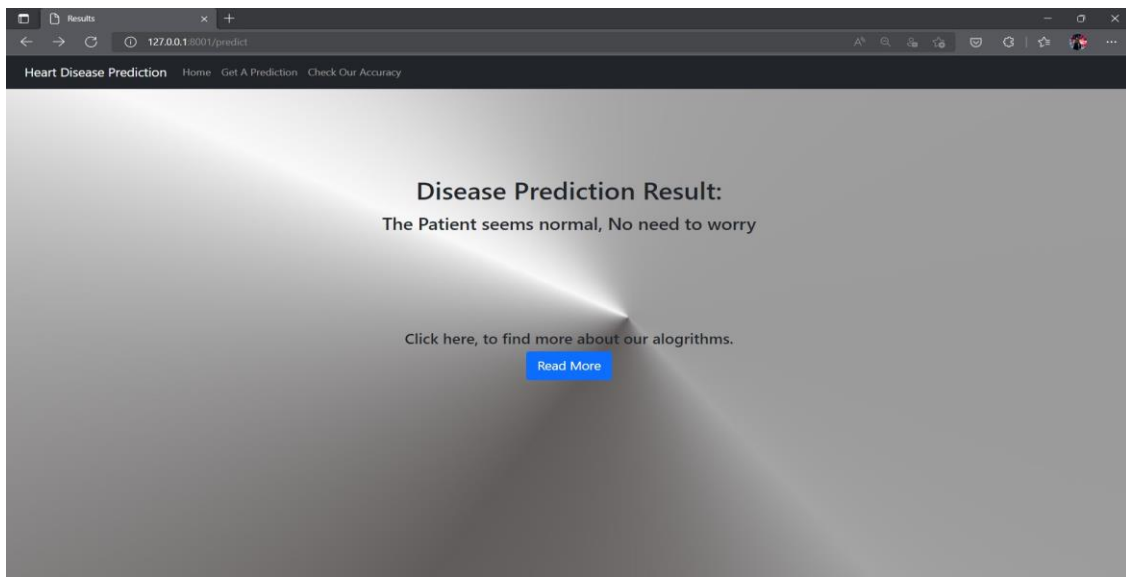 Results
127.0.0.1:8001/predict
Heart Disease Prediction Home Get A Prediction Check Our Accuracy
Disease Prediction Result:
The Patient seems normal, No need to worry
Click here, to find more about our alogrithms.
Read More